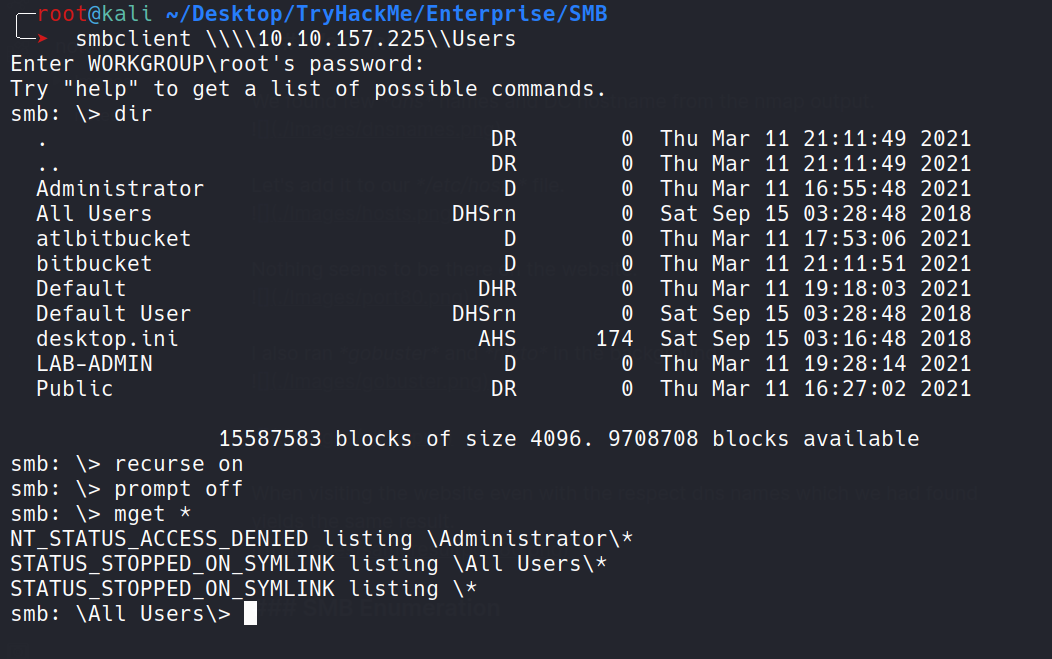 root@kali ~/Desktop/TryHackMe/Enterprise/SMB
smbclient \\\\10.10.157.225\\Users
Enter WORKGROUP\root's password:
Try "help" to get a list of possible commands.
smb: \> dir
. DR 0 Thu Mar 11 21:11:49 2021
.. DR 0 Thu Mar 11 21:11:49 2021
Administrator D 0 Thu Mar 11 16:55:48 2021
All Users DHSrn 0 Sat Sep 15 03:28:48 2018
atlbitbucket D 0 Thu Mar 11 17:53:06 2021
bitbucket D 0 Thu Mar 11 21:11:51 2021
Default DHR 0 Thu Mar 11 19:18:03 2021
Default User DHSrn 0 Sat Sep 15 03:28:48 2018
desktop.ini AHS 174 Sat Sep 15 03:16:48 2018
LAB-ADMIN D 0 Thu Mar 11 19:28:14 2021
Public DR 0 Thu Mar 11 16:27:02 2021
15587583 blocks of size 4096. 9708708 blocks available
smb: \> recurse on
smb: \> prompt off
smb: \> mget *
NT_STATUS_ACCESS_DENIED listing \Administrator\*
STATUS_STOPPED_ON_SYMLINK listing \All Users\*
STATUS_STOPPED_ON_SYMLINK listing \*
smb: \All Users\>
## SMB Enumeration